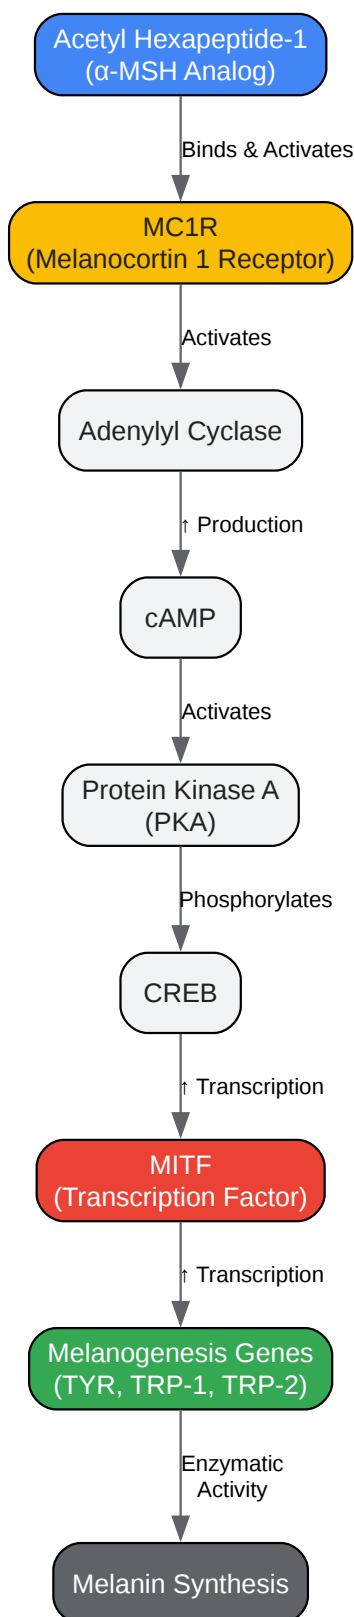 Acetyl Hexapeptide-1
(α-MSH Analog)
Binds & Activates
MC1R
(Melanocortin 1 Receptor)
Activates
Adenylyl Cyclase
↑ Production
cAMP
Activates
Protein Kinase A
(PKA)
Phosphorylates
CREB
↑ Transcription
MITF
(Transcription Factor)
↑ Transcription
Melanogenesis Genes
(TYR, TRP-1, TRP-2)
Enzymatic
Activity
Melanin Synthesis